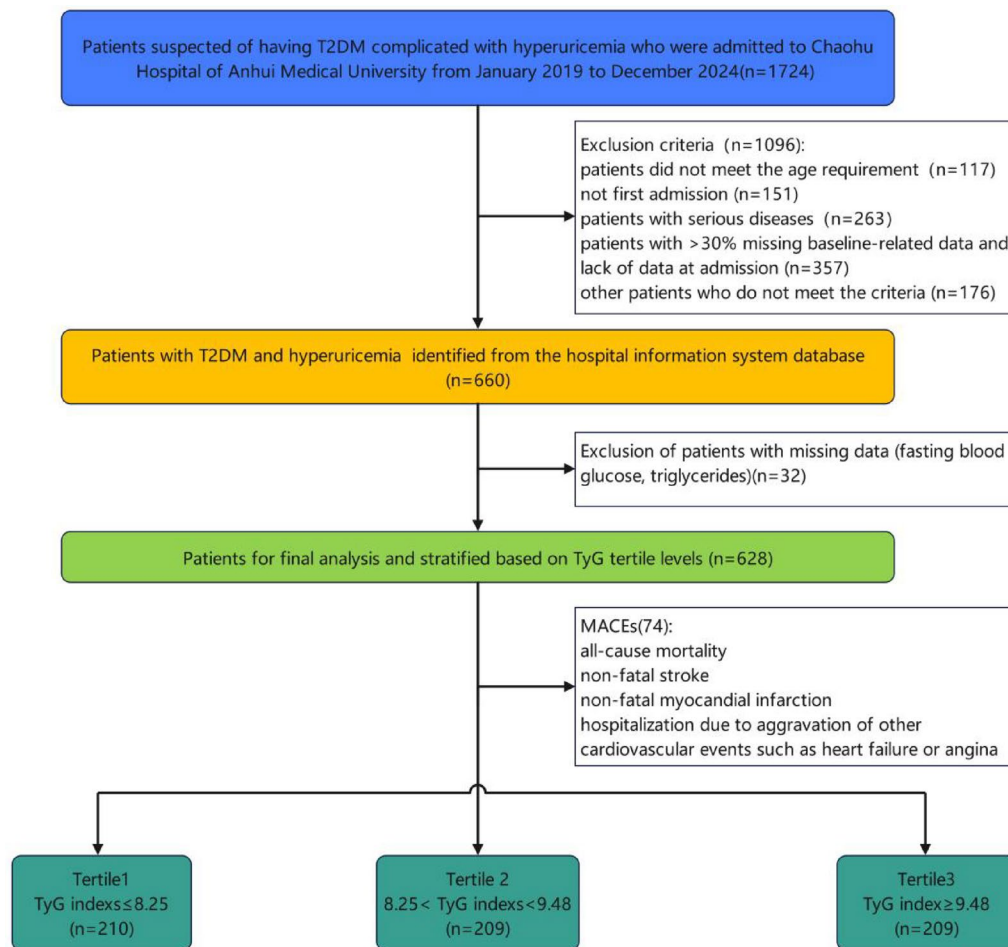 Patients suspected of having T2DM complicated with hyperuricemia who were admitted to Chaohu
Hospital of Anhui Medical University from January 2019 to December 2024(n=1724)
Exclusion criteria (n=1096):
patients did not meet the age requirement (n=117)
not first admission (n=151)
patients with serious diseases (n=263)
patients with >30% missing baseline-related data and
lack of data at admission (n=357)
other patients who do not meet the criteria (n=176)
Patients with T2DM and hyperuricemia identified from the hospital information system database
(n=660)
Exclusion of patients with missing data (fasting blood
glucose, triglycerides)(n=32)
Patients for final analysis and stratified based on TyG tertile levels (n=628)
MACEs(74):
all-cause mortality
non-fatal stroke
non-fatal myocandial infarction
hospitalization due to aggravation of other
cardiovascular events such as heart failure or angina
Tertile1
TyG indexs≤8.25
(n=210)
Tertile 2
8.25< TyG indexs<9.48
(n=209)
Tertile3
TyG index≥9.48
(n=209)